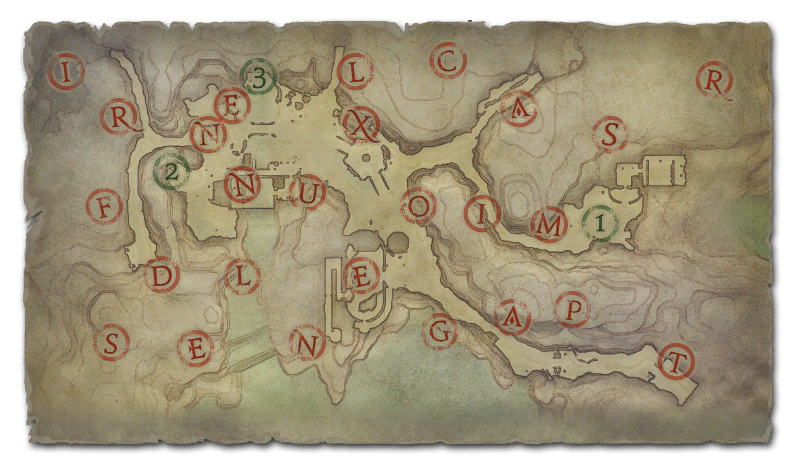 I 3 L C R
R E X A
N S
2 N U
F O I M 1
D L E
S E N G A P
T